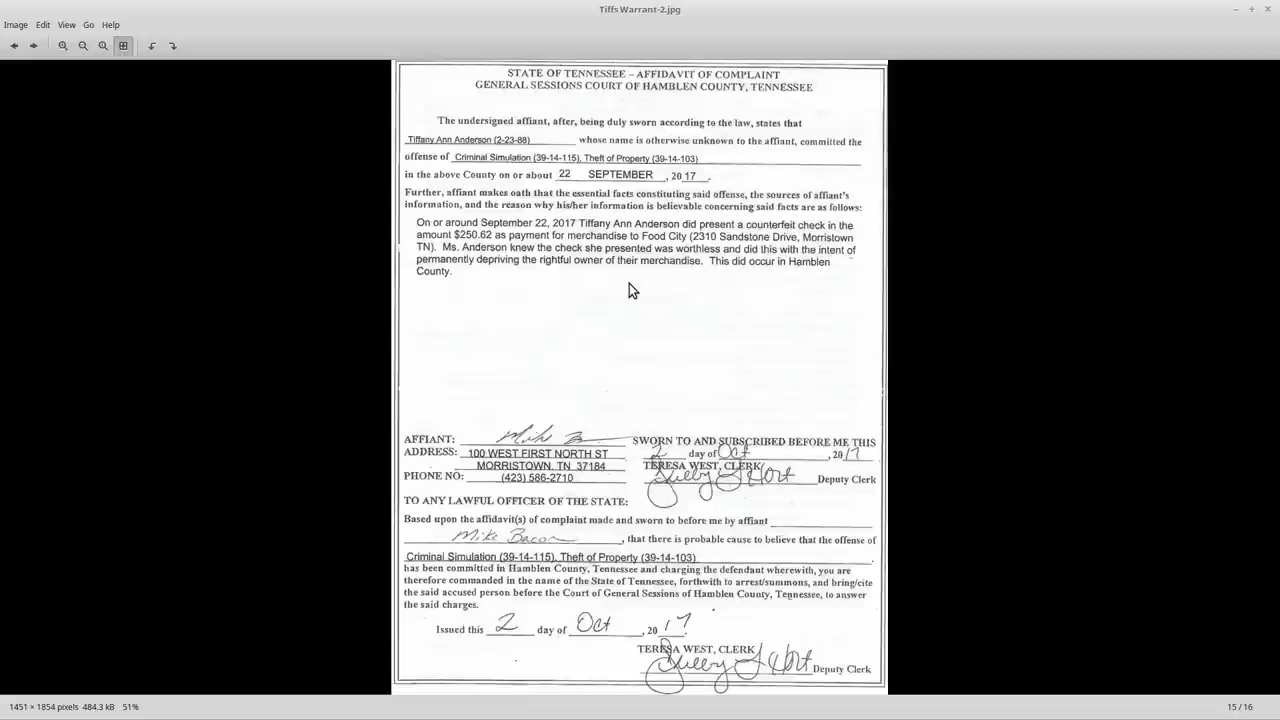 Tiffs Warrant-2.jpg
Image Edit View Go Help
STATE OF TENNESSEE – AFFIDAVIT OF COMPLAINT
GENERAL SESSIONS COURT OF HAMBLEN COUNTY, TENNESSEE
The undersigned affiant, after, being duly sworn according to the law, states that
Tiffany Ann Anderson (2-23-88) whose name is otherwise unknown to the affiant, committed the
offense of Criminal Simulation (39-14-115), Theft of Property (39-14-103)
in the above County on or about 22 SEPTEMBER , 20 17 .
Further, affiant makes oath that the essential facts constituting said offense, the sources of affiant's
information, and the reason why his/her information is believable concerning said facts are as follows:
On or around September 22, 2017 Tiffany Ann Anderson did present a counterfeit check in the
amount $250.62 as payment for merchandise to Food City (2310 Sandstone Drive, Morristown
TN). Ms. Anderson knew the check she presented was worthless and did this with the intent of
permanently depriving the rightful owner of their merchandise. This did occur in Hamblen
County.
AFFIANT: Mike B SWORN TO AND SUBSCRIBED BEFORE ME THIS
ADDRESS: 100 WEST FIRST NORTH ST 2 day of Oct , 20 17
MORRISTOWN, TN 37184 TERESA WEST, CLERK
PHONE NO: (423) 586-2710 Deputy Clerk
TO ANY LAWFUL OFFICER OF THE STATE:
Based upon the affidavit(s) of complaint made and sworn to before me by affiant
Mike Bacon , that there is probable cause to believe that the offense of
Criminal Simulation (39-14-115), Theft of Property (39-14-103) .
has been committed in Hamblen County, Tennessee and charging the defendant wherewith, you are
therefore commanded in the name of the State of Tennessee, forthwith to arrest/summons, and bring/cite
the said accused person before the Court of General Sessions of Hamblen County, Tennessee, to answer
the said charges.
Issued this 2 day of Oct , 20 17 .
TERESA WEST, CLERK
Deputy Clerk
1451 × 1854 pixels 484.3 kB 51% 15 / 16